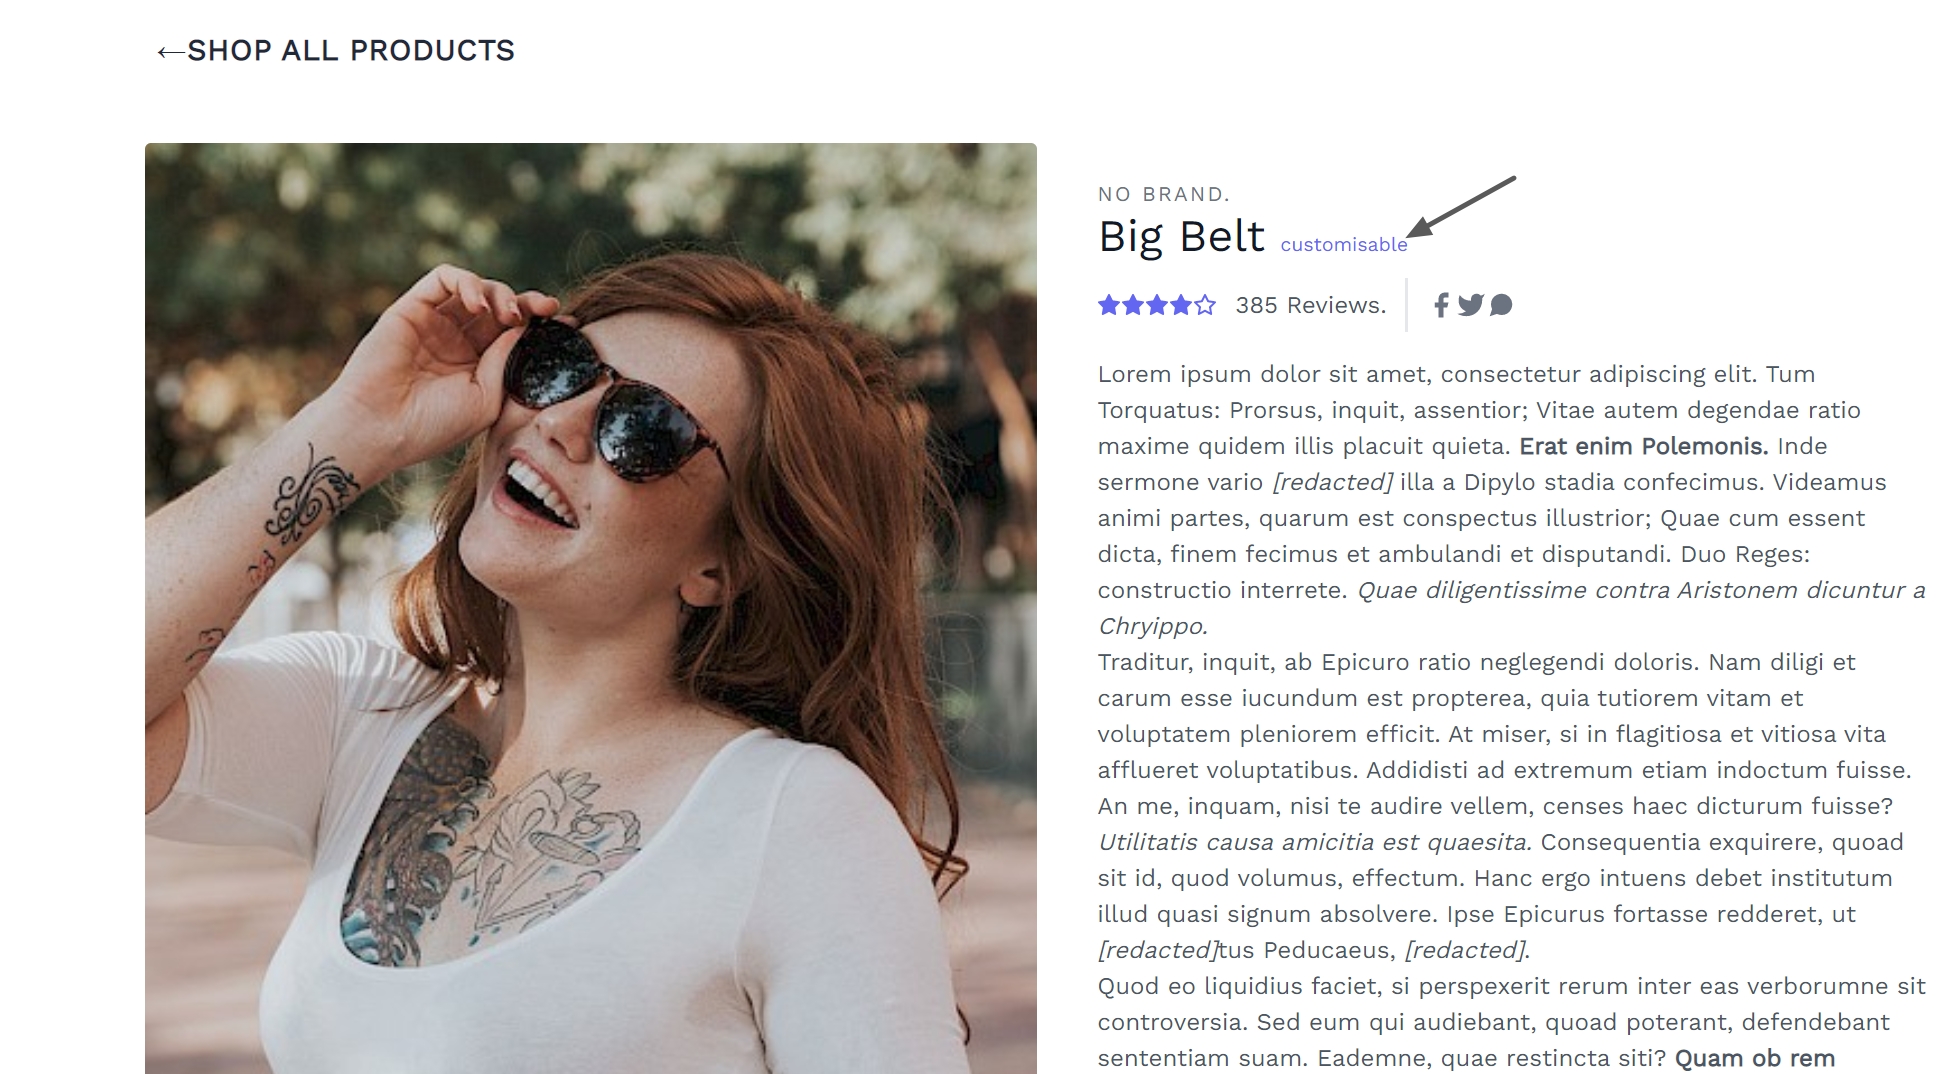 ←SHOP ALL PRODUCTS
NO BRAND.
Big Belt customisable
385 Reviews.
Lorem ipsum dolor sit amet, consectetur adipiscing elit. Tum
Torquatus: Prorsus, inquit, assentior; Vitae autem degendae ratio
maxime quidem illis placuit quieta. Erat enim Polemonis. Inde
sermone vario [redacted] illa a Dipylo stadia confecimus. Videamus
animi partes, quarum est conspectus illustrior; Quae cum essent
dicta, finem fecimus et ambulandi et disputandi. Duo Reges:
constructio interrete. Quae diligentissime contra Aristonem dicuntur a
Chryippo.
Traditur, inquit, ab Epicuro ratio neglegendi doloris. Nam diligi et
carum esse iucundum est propterea, quia tutiorem vitam et
voluptatem pleniorem efficit. At miser, si in flagitiosa et vitiosa vita
afflueret voluptatibus. Addidisti ad extremum etiam indoctum fuisse.
An me, inquam, nisi te audire vellem, censes haec dicturum fuisse?
Utilitatis causa amicitia est quaesita. Consequentia exquirere, quoad
sit id, quod volumus, effectum. Hanc ergo intuens debet institutum
illud quasi signum absolvere. Ipse Epicurus fortasse redderet, ut
[redacted]tus Peducaeus, [redacted].
Quod eo liquidius faciet, si perspexerit rerum inter eas verborumne sit
controversia. Sed eum qui audiebant, quoad poterant, defendebant
sententiam suam. Eademne, quae restincta siti? Quam ob rem